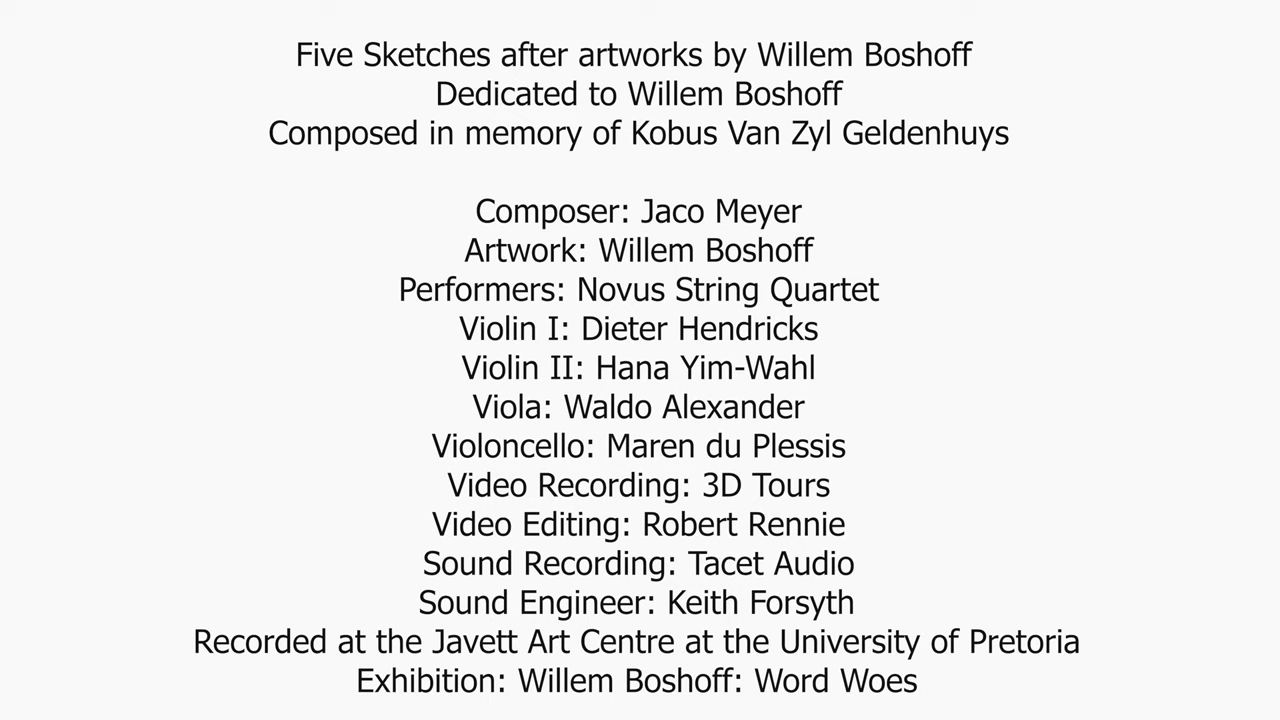 Five Sketches after artworks by Willem Boshoff
Dedicated to Willem Boshoff
Composed in memory of Kobus Van Zyl Geldenhuys
Composer: Jaco Meyer
Artwork: Willem Boshoff
Performers: Novus String Quartet
Violin I: Dieter Hendricks
Violin II: Hana Yim-Wahl
Viola: Waldo Alexander
Violoncello: Maren du Plessis
Video Recording: 3D Tours
Video Editing: Robert Rennie
Sound Recording: Tacet Audio
Sound Engineer: Keith Forsyth
Recorded at the Javett Art Centre at the University of Pretoria
Exhibition: Willem Boshoff: Word Woes